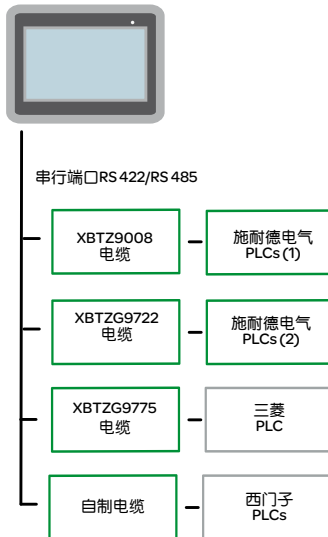 串行端口RS 422/RS 485
XBTZ9008
电缆
施耐德电气
PLCs (1)
XBTZG9722
电缆
施耐德电气
PLCs (2)
XBTZG9775
电缆
三菱
PLC
自制电缆
西门子
PLCs